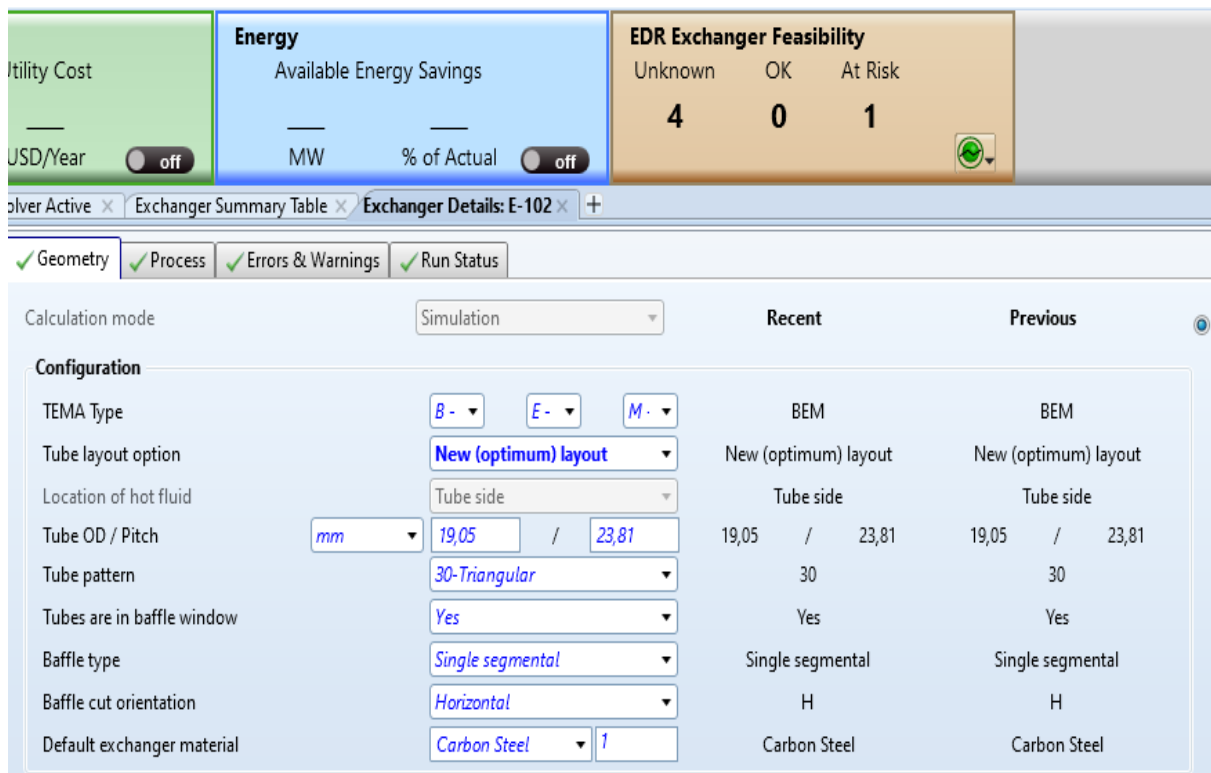 Energy
EDR Exchanger Feasibility
Utility Cost
Available Energy Savings
Unknown OK At Risk
4 0 1
USD/Year off
MW % of Actual off
olver Active Exchanger Summary Table Exchanger Details: E-102 +
Geometry Process Errors & Warnings Run Status
Calculation mode Simulation Recent Previous
Configuration
TEMA Type B - E - M - BEM BEM
Tube layout option New (optimum) layout New (optimum) layout New (optimum) layout
Location of hot fluid Tube side Tube side Tube side
Tube OD / Pitch mm 19,05 / 23,81 19,05 / 23,81 19,05 / 23,81
Tube pattern 30-Triangular 30 30
Tubes are in baffle window Yes Yes Yes
Baffle type Single segmental Single segmental Single segmental
Baffle cut orientation Horizontal H H
Default exchanger material Carbon Steel 1 Carbon Steel Carbon Steel